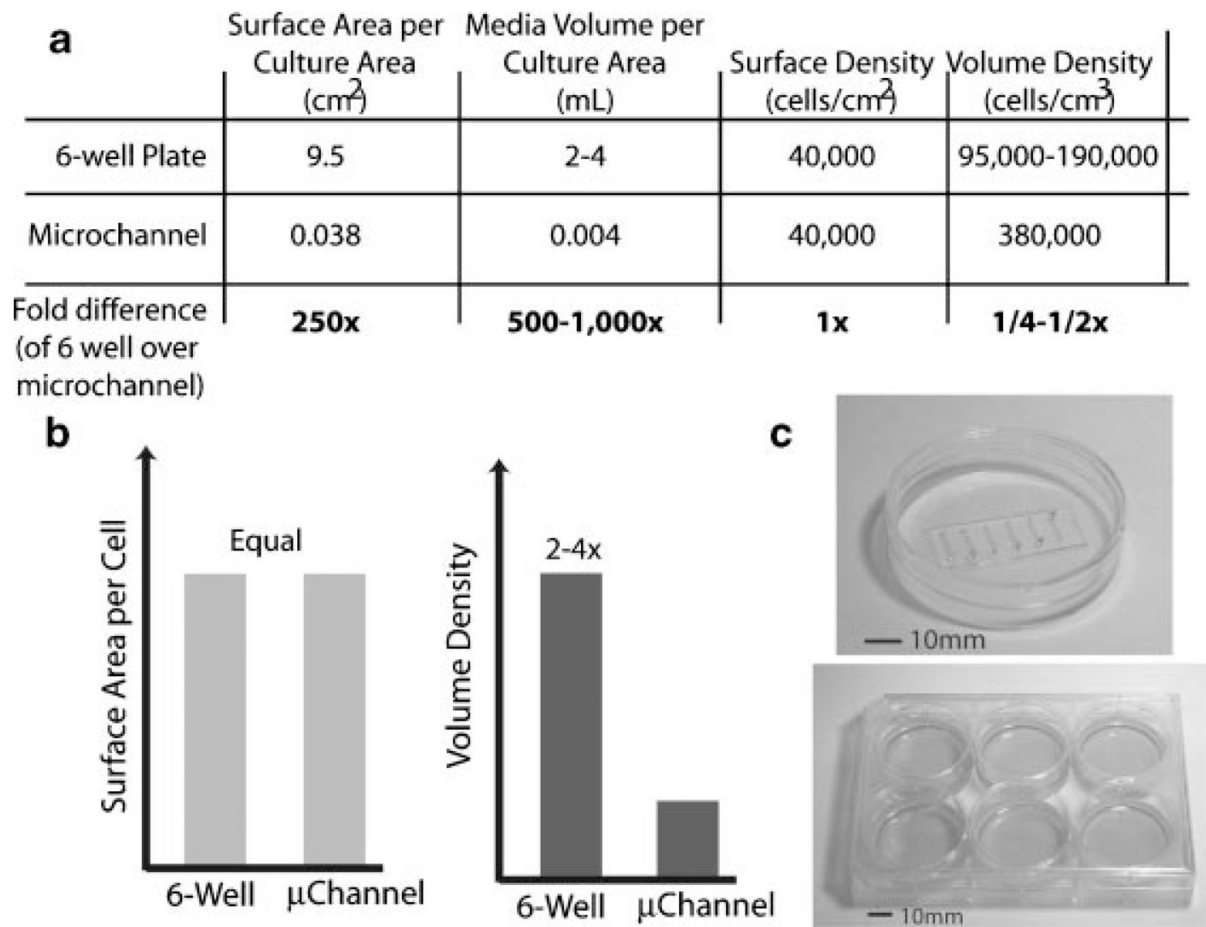 a
Surface Area per Culture Area (cm2)
Media Volume per Culture Area (mL)
Surface Density (cells/cm2)
Volume Density (cells/cm3)
6-well Plate 9.5 2-4 40,000 95,000-190,000
Microchannel 0.038 0.004 40,000 380,000
Fold difference (of 6 well over microchannel) 250x 500-1,000x 1x 1/4-1/2x
b
Surface Area per Cell
Equal
6-Well μChannel
Volume Density
2-4x
6-Well μChannel
c
10mm
10mm